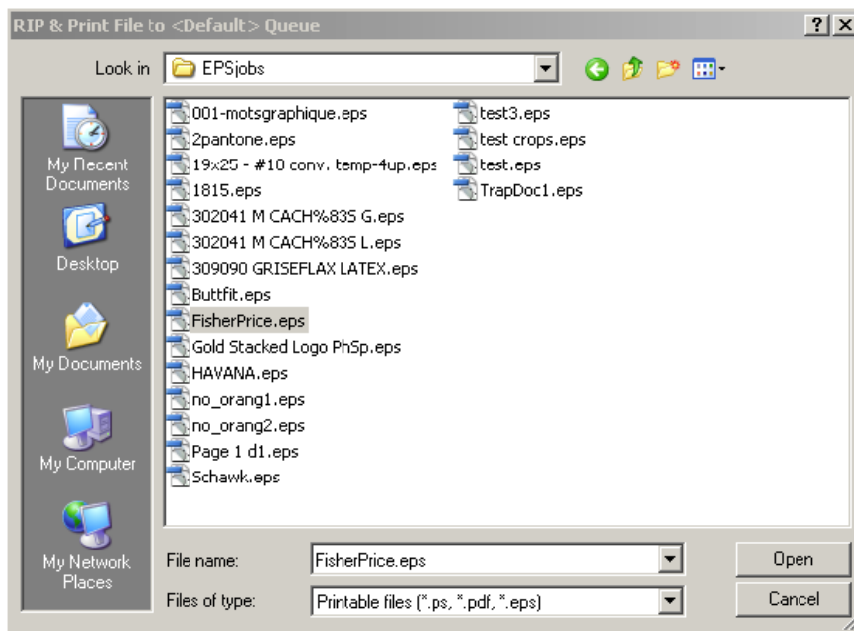 RIP & Print File to <Default> Queue
Look in
EPSjobs
My Recent
Documents
Desktop
My Documents
My Computer
My Network
Places
001-motsgraphique.eps
2pantone.eps
19x25 - #10 conv. temp-4up.eps
1815.eps
302041 M CACH%83S G.eps
302041 M CACH%83S L.eps
309090 GRISEFLAX LATEX.eps
Buttfit.eps
FisherPrice.eps
Gold Stacked Logo PhSp.eps
HAVANA.eps
no_orang1.eps
no_orang2.eps
Page 1 d1.eps
Schawk.eps
test3.eps
test crops.eps
test.eps
TrapDoc1.eps
File name:
FisherPrice.eps
Open
Files of type:
Printable files (*.ps, *.pdf, *.eps)
Cancel